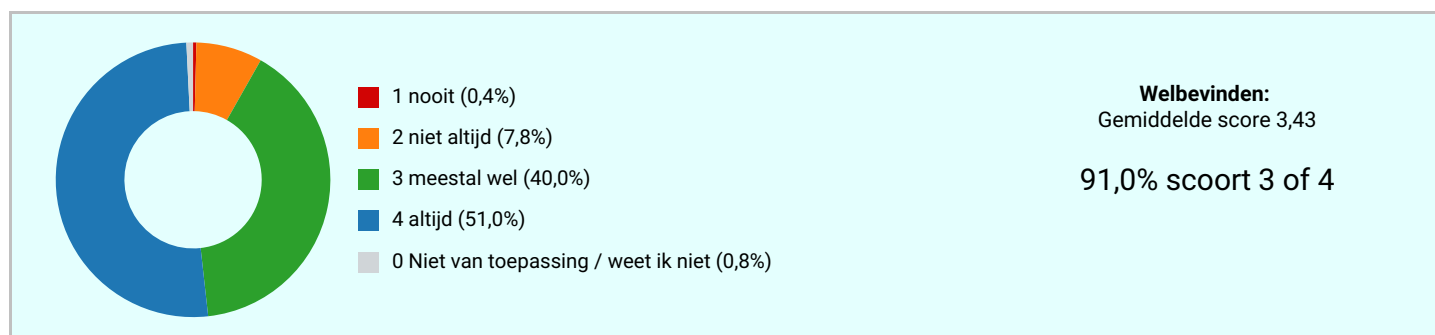 1 nooit (0,4%)
2 niet altijd (7,8%)
3 meestal wel (40,0%)
4 altijd (51,0%)
0 Niet van toepassing / weet ik niet (0,8%)
Welbevinden:
Gemiddelde score 3,43
91,0% scoort 3 of 4